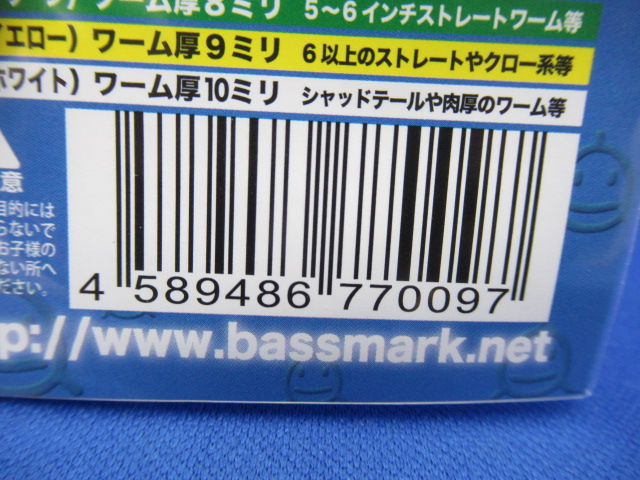 ワーム厚8ミリ 5~6インチストレートワーム等
イエロー) ワーム厚9ミリ 6以上のストレートやクロー系等
ホワイト) ワーム厚10ミリ シャッドテールや肉厚のワーム等
意
目的には
らないで
お子様の
ない所へ
ださい。
4 589486 770097
p://www.bassmark.net